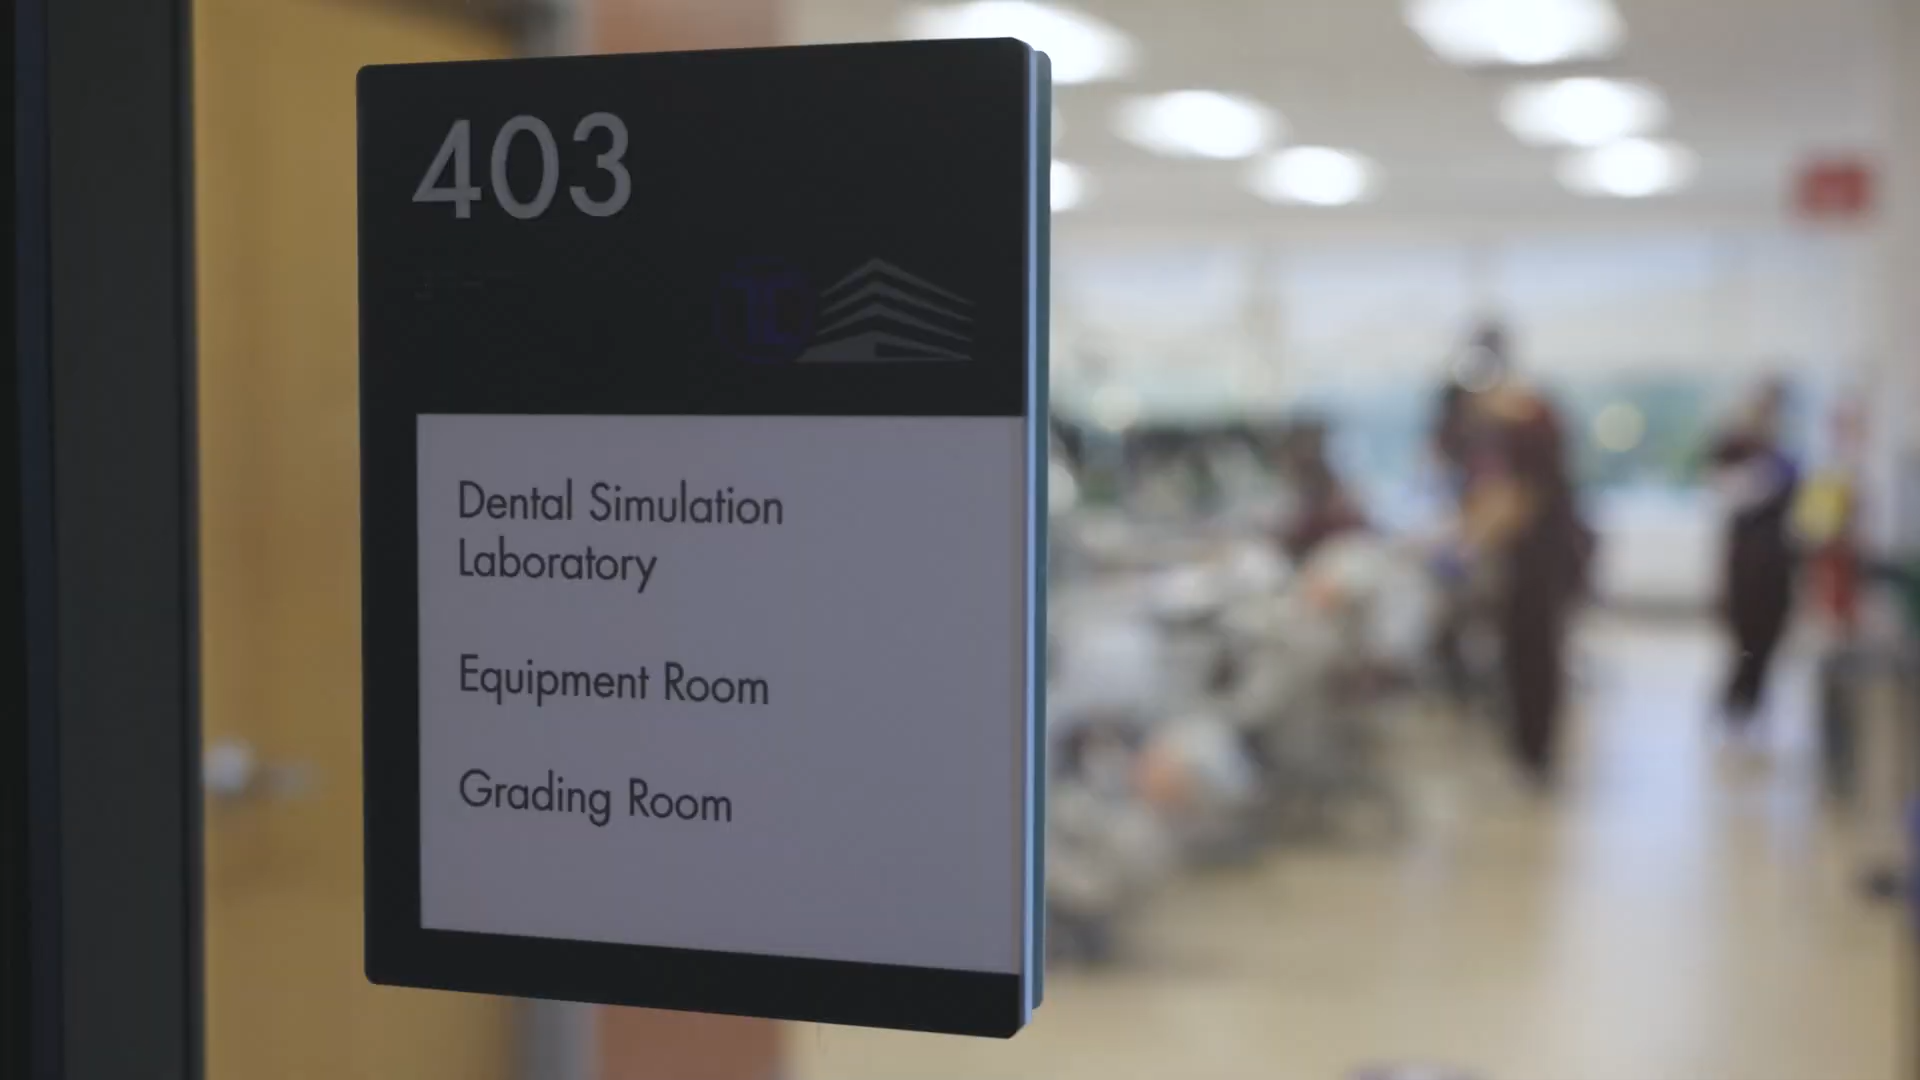 403
Dental Simulation
Laboratory
Equipment Room
Grading Room